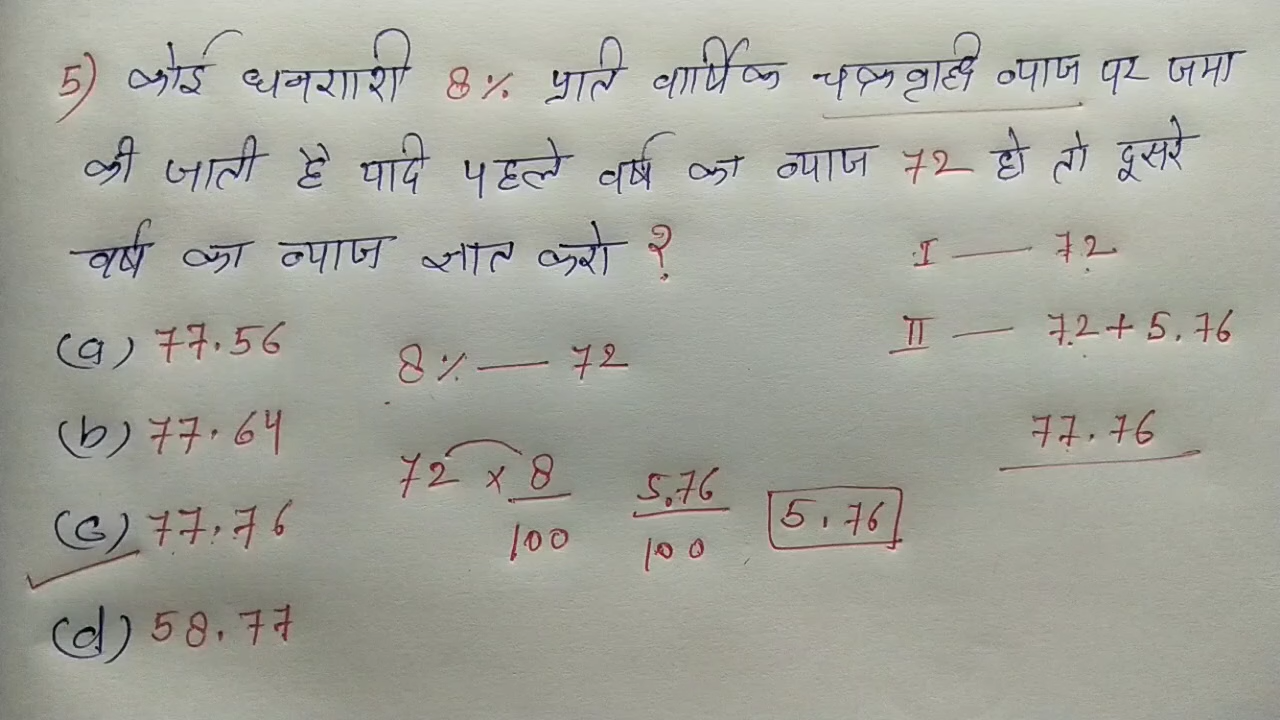 5) कोई धनराशी 8% प्रति वार्षिक चक्रवृद्धि ब्याज पर जमा
की जाती है यदि पहले वर्ष का ब्याज 72 हो तो दूसरे
वर्ष का ब्याज ज्ञात करो ?
I — 72
II — 72 + 5.76
77.76
(a) 77.56
(b) 77.64
(c) 77.76
(d) 58.77
8% — 72
72 × 8
100
5.76
100
5.76